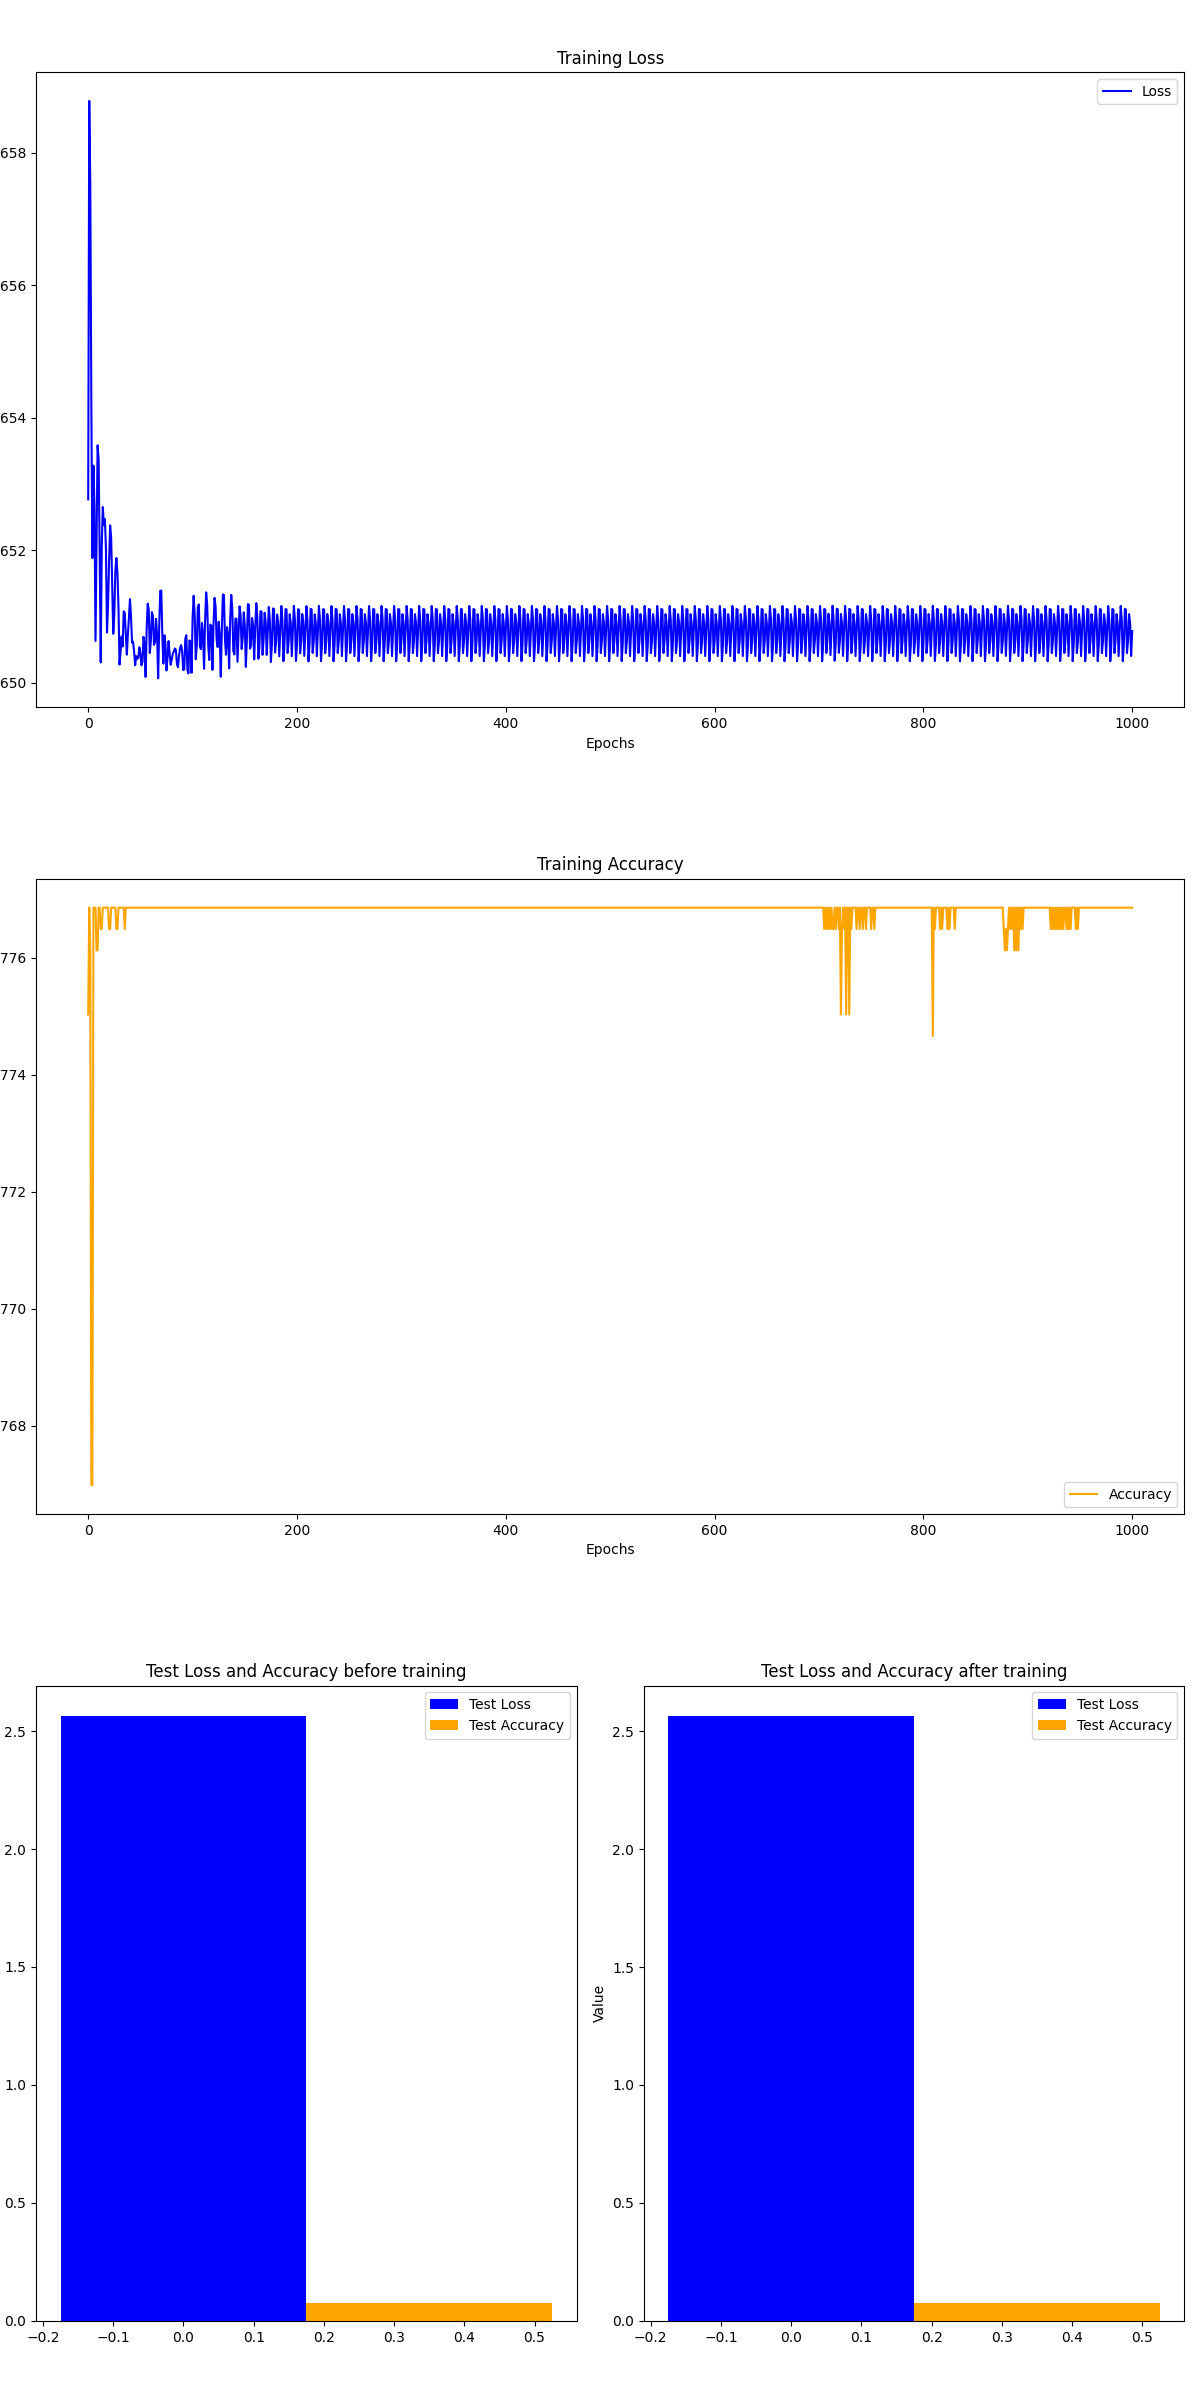 Training Loss
Loss
658
656
654
652
650
0 200 400 600 800 1000
Epochs
Training Accuracy
776
774
772
770
768
Accuracy
0 200 400 600 800 1000
Epochs
Test Loss and Accuracy before training
Test Loss
Test Accuracy
2.5
2.0
1.5
1.0
0.5
0.0
−0.2 −0.1 0.0 0.1 0.2 0.3 0.4 0.5
Test Loss and Accuracy after training
Test Loss
Test Accuracy
Value
2.5
2.0
1.5
1.0
0.5
0.0
−0.2 −0.1 0.0 0.1 0.2 0.3 0.4 0.5